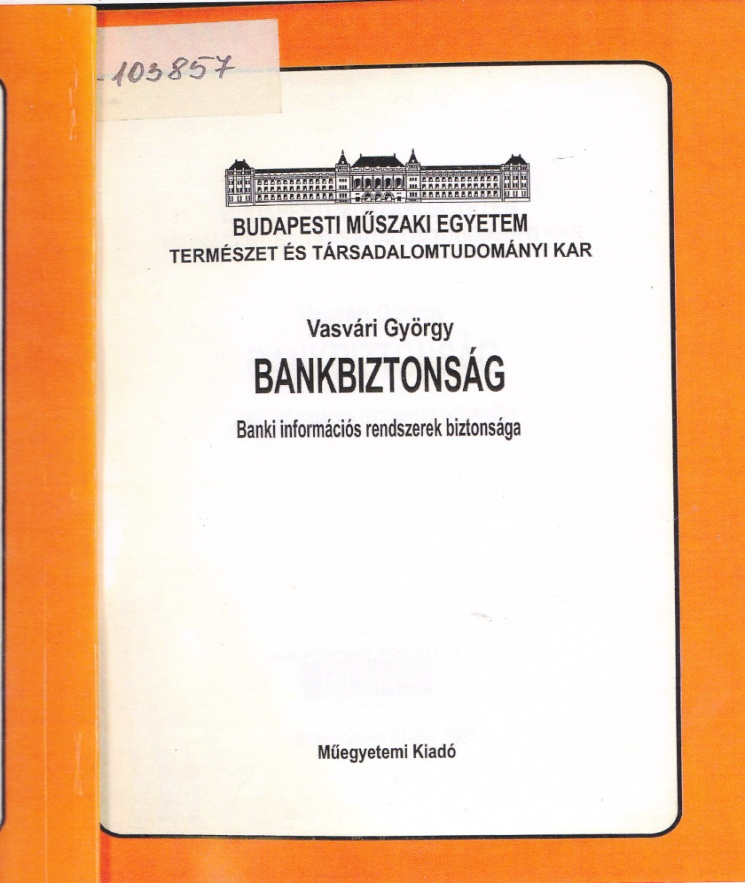 -103857
BUDAPESTI MŰSZAKI EGYETEM
TERMÉSZET ÉS TÁRSADALOMTUDOMÁNYI KAR
Vasvári György
BANKBIZTONSÁG
Banki információs rendszerek biztonsága
Műegyetemi Kiadó